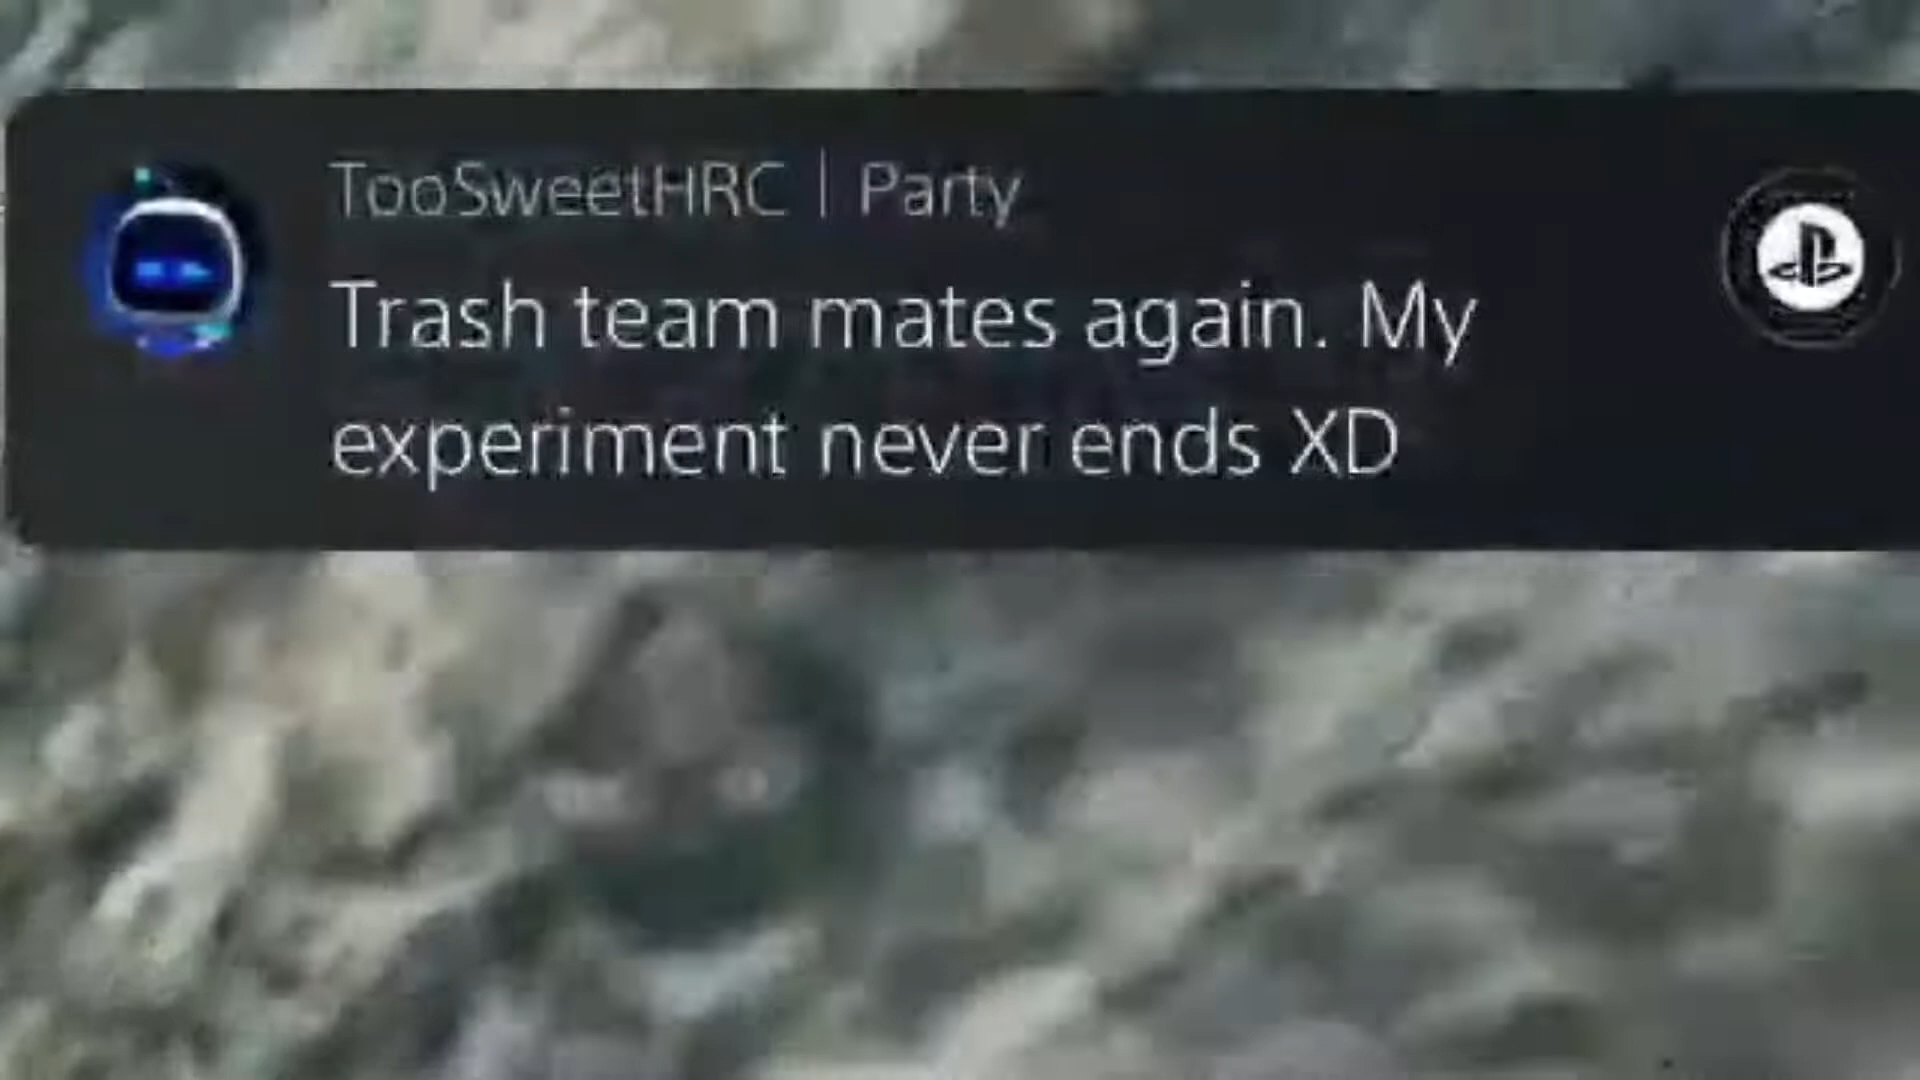 TooSweetHRC | Party
Trash team mates again. My
experiment never ends XD